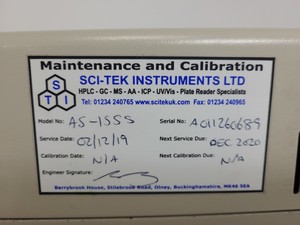 Maintenance and Calibration
SCI-TEK INSTRUMENTS LTD
HPLC - GC - MS - AA - ICP - UV/Vis - Plate Reader Specialists
Tel: 01234 240765 www.scitekuk.com Fax: 01234 240965
STI
Model No: AS-1555 Serial No: A011260689
Service Date: 02/12/19 Next Service Due: DEC 2020
Calibration Date: N/A Next Calibration Due: N/A
Engineer Signature:
Berrybrook House, Stilebrook Road, Olney, Buckinghamshire, MK46 5EA